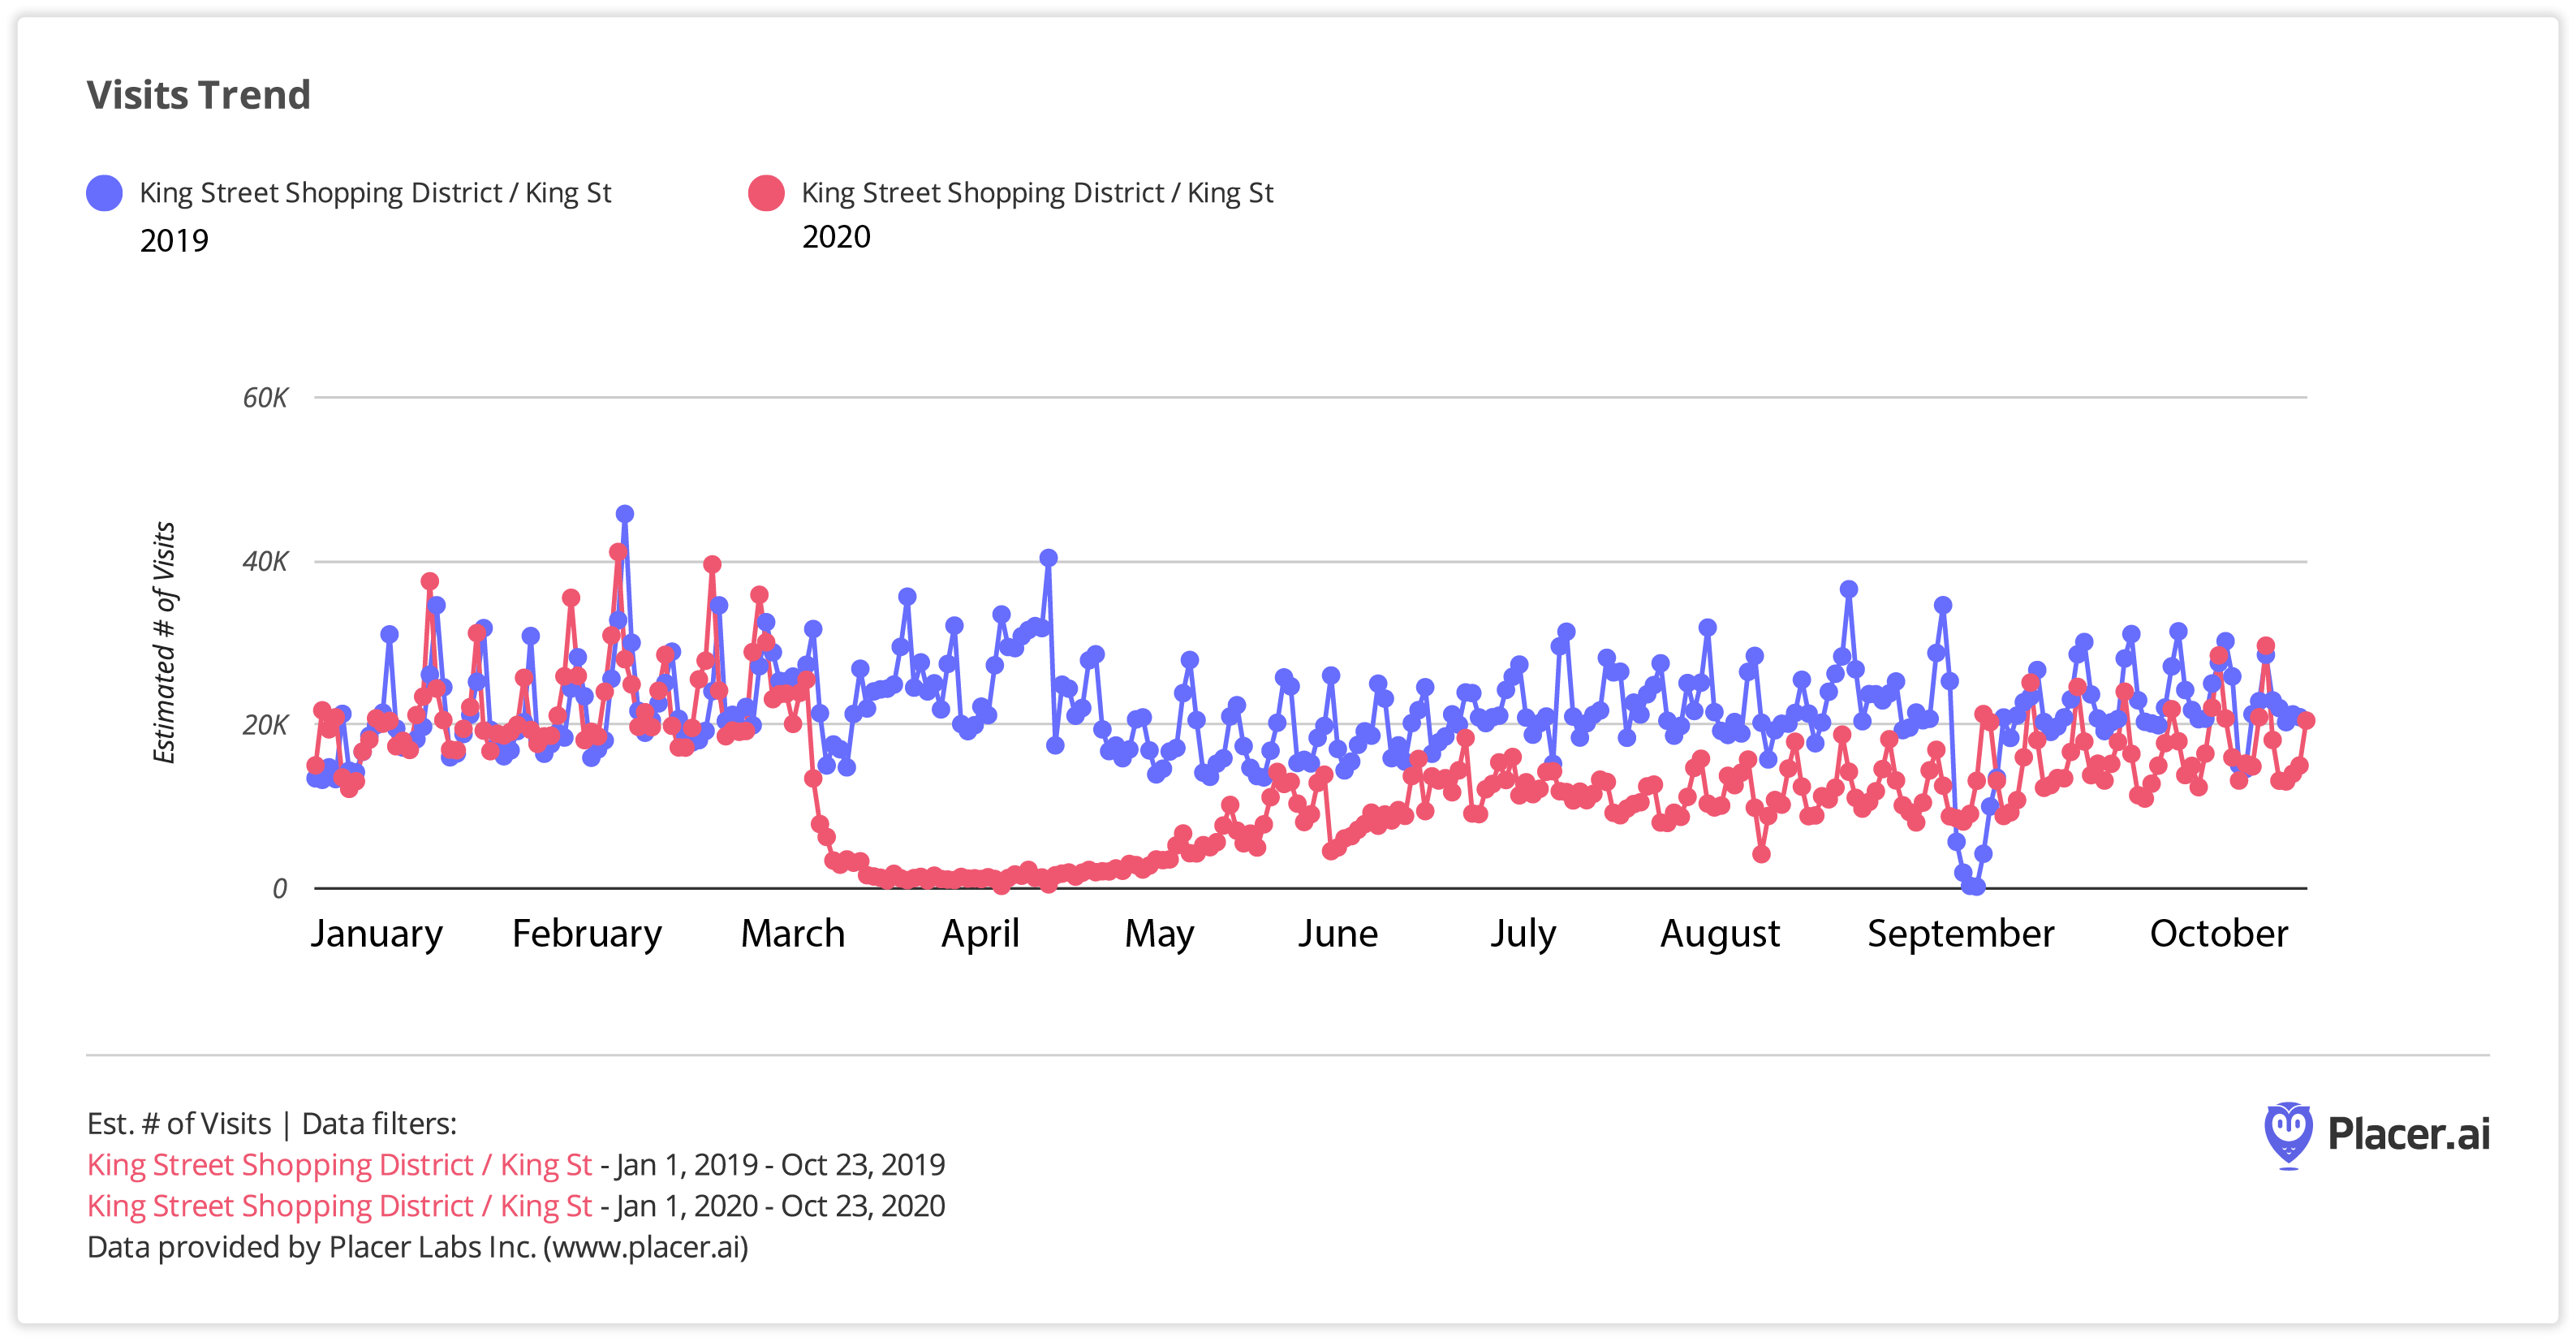 Visits Trend
King Street Shopping District / King St
2019
King Street Shopping District / King St
2020
60K
40K
20K
0
Estimated # of Visits
January February March April May June July August September October
Est. # of Visits | Data filters:
King Street Shopping District / King St - Jan 1, 2019 - Oct 23, 2019
King Street Shopping District / King St - Jan 1, 2020 - Oct 23, 2020
Data provided by Placer Labs Inc. (www.placer.ai)
Placer.ai